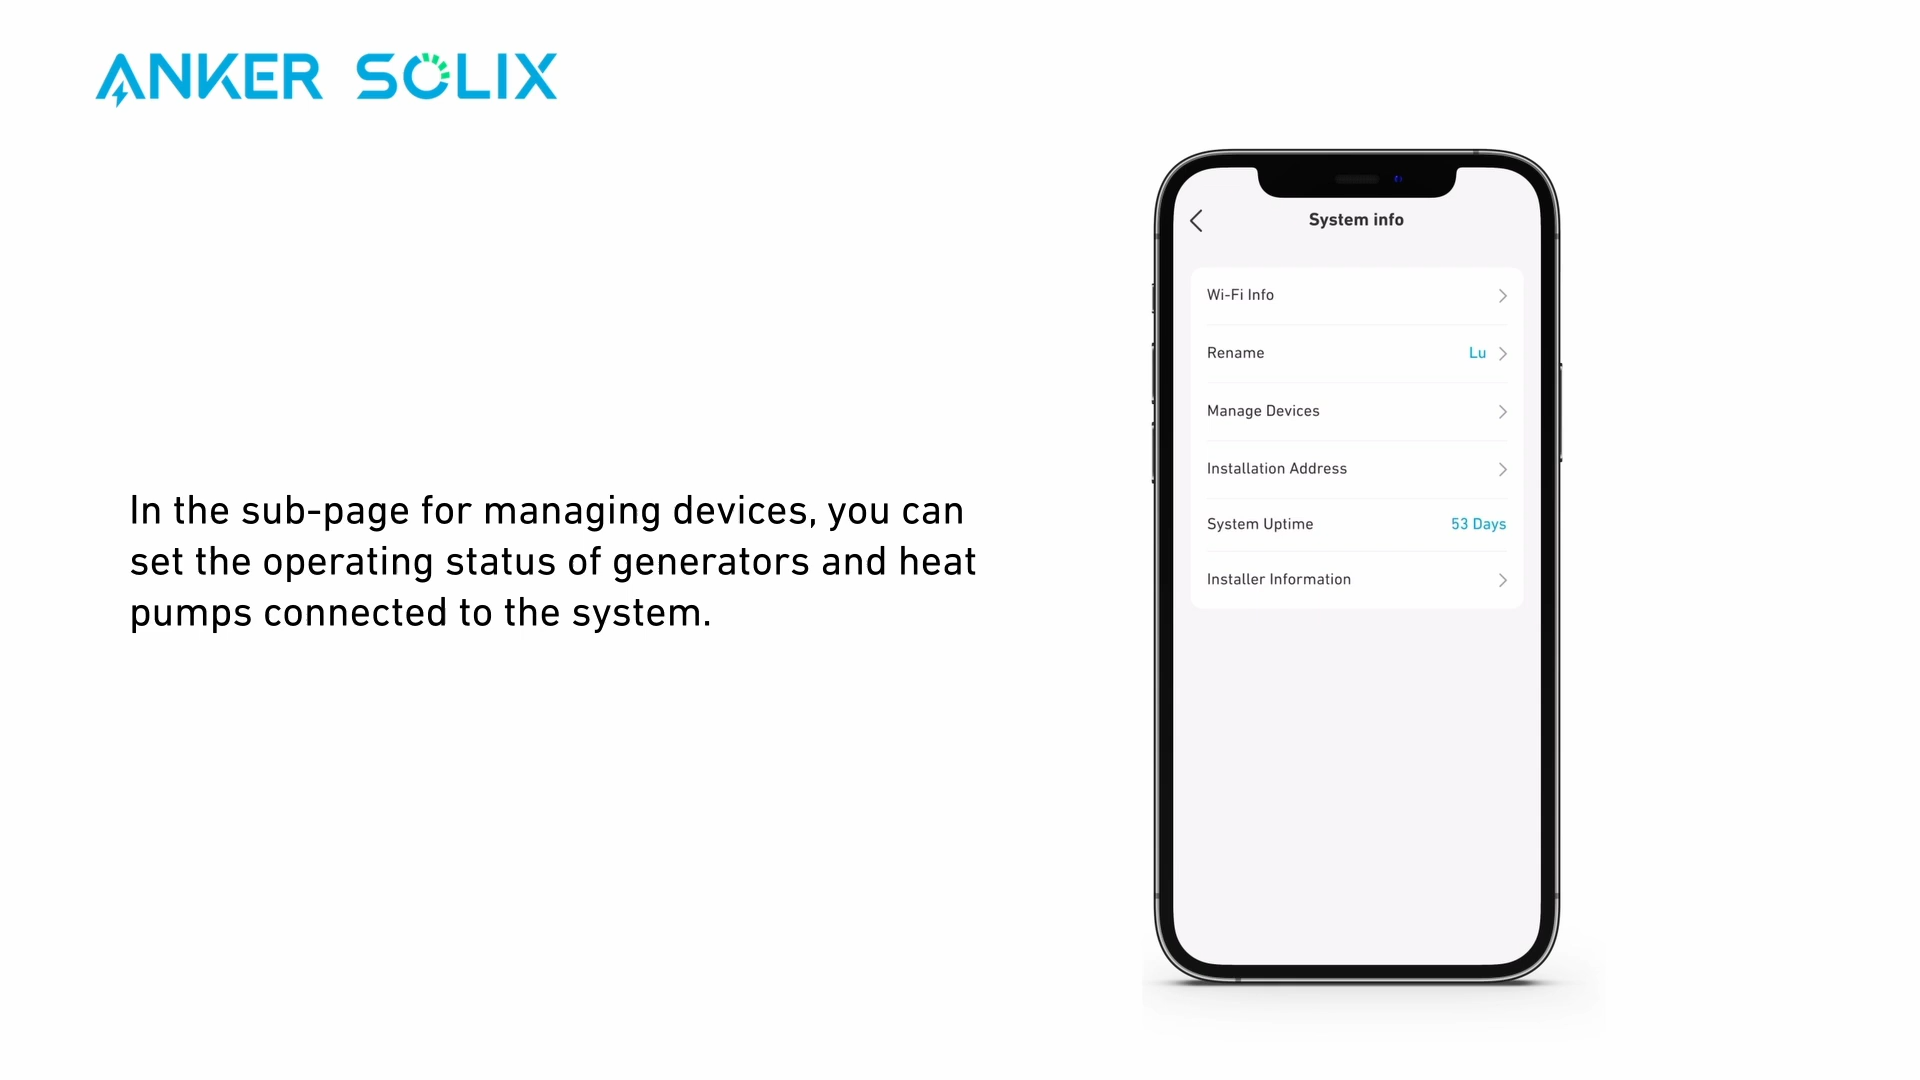 ANKER SOLIX
In the sub-page for managing devices, you can
set the operating status of generators and heat
pumps connected to the system.
System info
Wi-Fi Info
Rename Lu
Manage Devices
Installation Address
System Uptime 53 Days
Installer Information